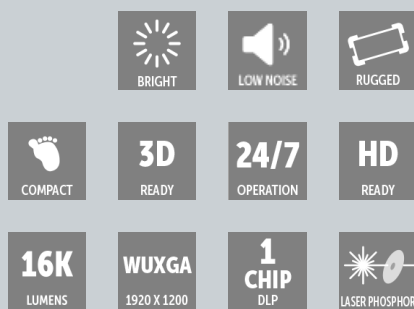 BRIGHT
LOW NOISE
RUGGED
COMPACT
3D
READY
24/7
OPERATION
HD
READY
16K
LUMENS
WUXGA
1920 X 1200
1
CHIP
DLP
LASER PHOSPHOR